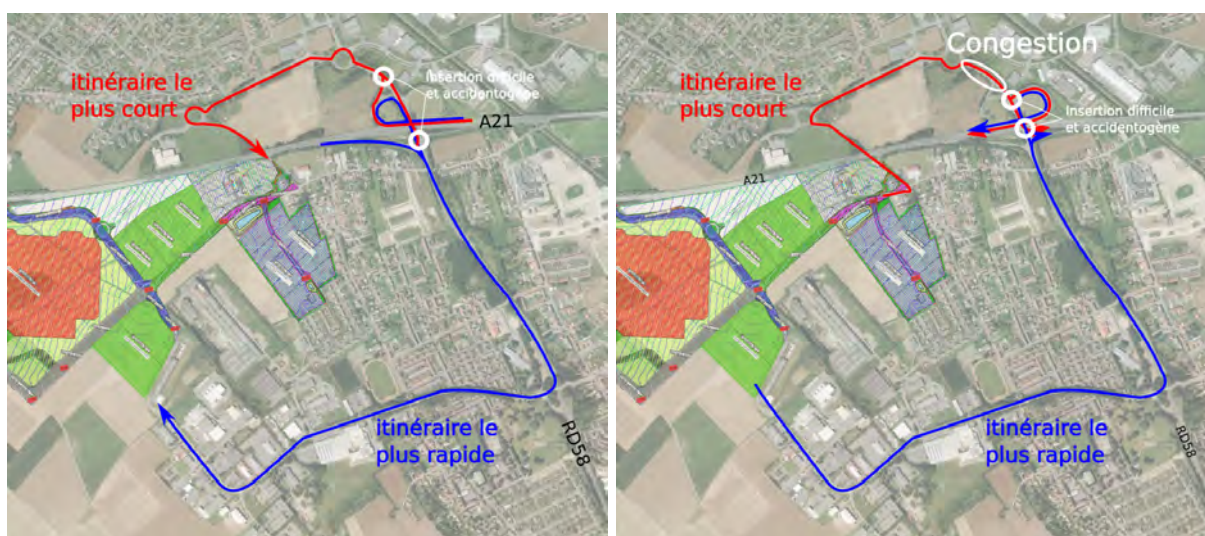 itinéraire le
plus court
Insertion difficile
et accidentogène
A21
itinéraire le
plus rapide
RD58
Congestion
itinéraire le
plus court
Insertion difficile
et accidentogène
A21
itinéraire le
plus rapide
RD58